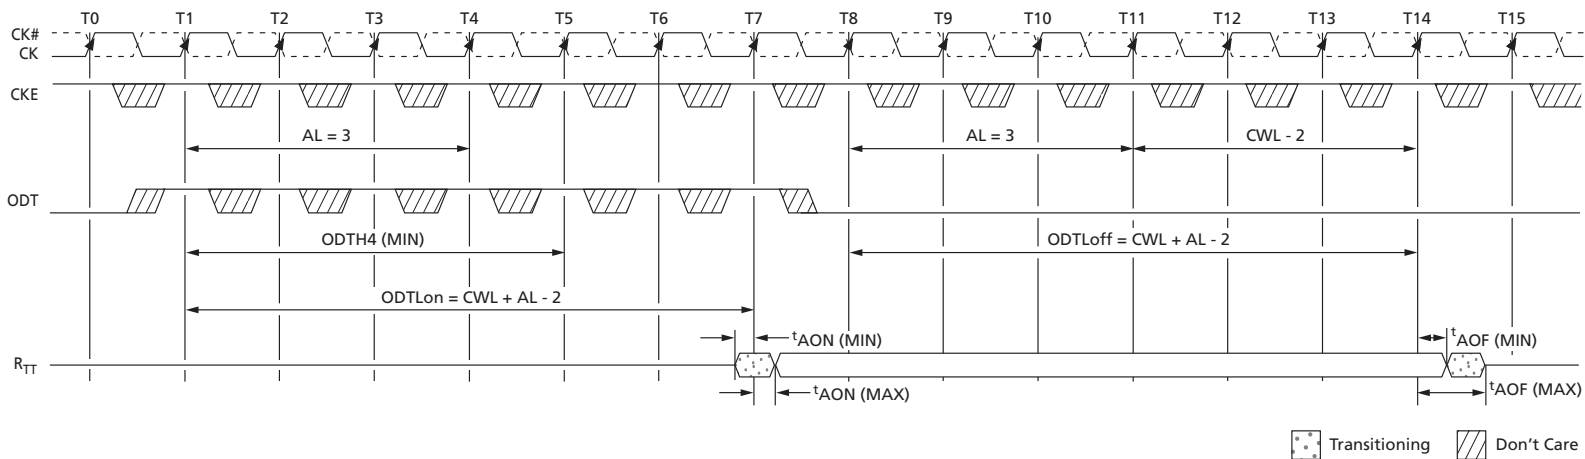 T0 T1 T2 T3 T4 T5 T6 T7 T8 T9 T10 T11 T12 T13 T14 T15
CK#
CK
CKE
AL = 3 AL = 3 CWL - 2
ODT
ODTH4 (MIN) ODTLoff = CWL + AL - 2
ODTLon = CWL + AL - 2
tAON (MIN) tAOF (MIN)
RTT
tAON (MAX) tAOF (MAX)
Transitioning Don't Care